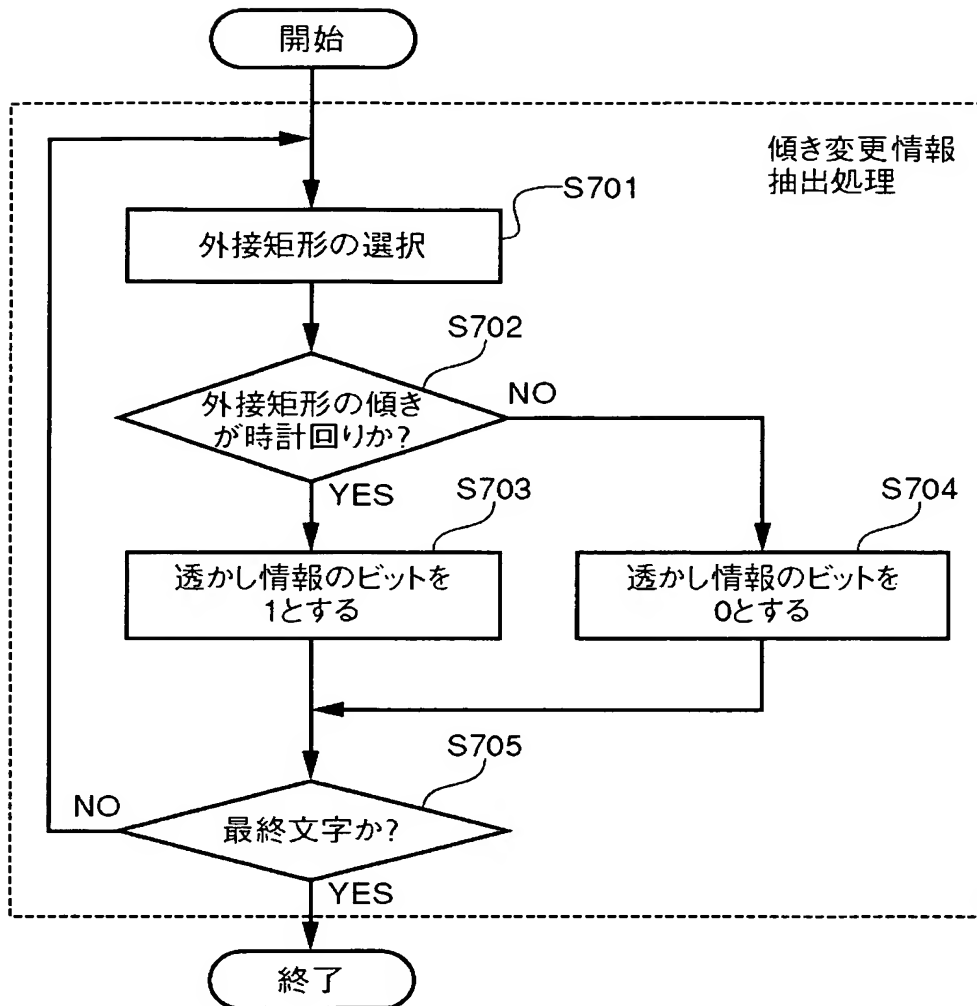 開始
傾き変更情報
抽出処理
S701
外接矩形の選択
S702
外接矩形の傾き
が時計回りか?
NO
YES
S703
透かし情報のビットを
1とする
S704
透かし情報のビットを
0とする
S705
最終文字か?
NO
YES
終了